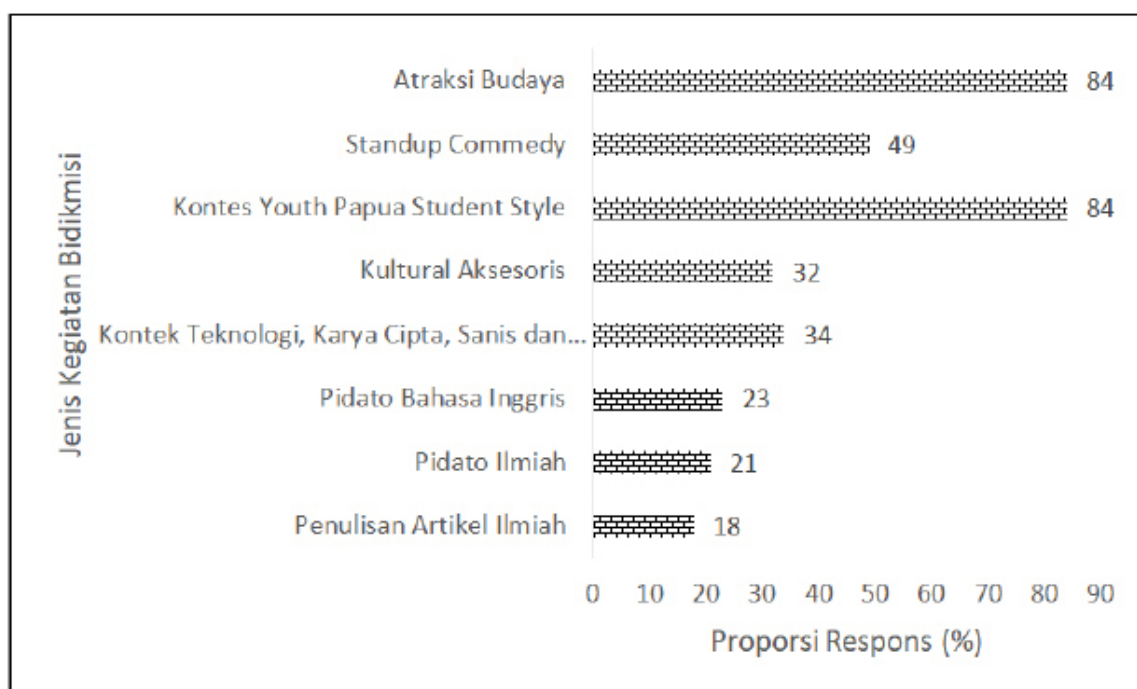 Jenis Kegiatan Bidikmisi
Atraksi Budaya 84
Standup Commedy 49
Kontes Youth Papua Student Style 84
Kultural Aksesoris 32
Kontek Teknologi, Karya Cipta, Sanis dan... 34
Pidato Bahasa Inggris 23
Pidato Ilmiah 21
Penulisan Artikel Ilmiah 18
0 10 20 30 40 50 60 70 80 90
Proporsi Respons (%)